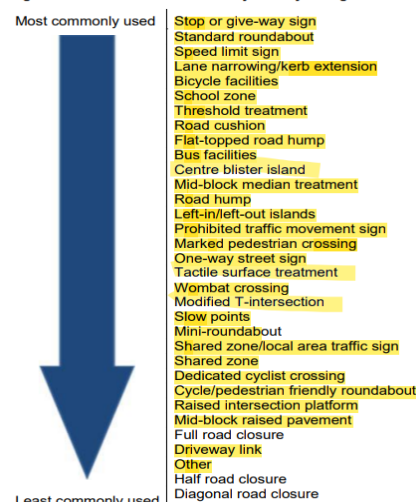 Most commonly used
Stop or give-way sign
Standard roundabout
Speed limit sign
Lane narrowing/kerb extension
Bicycle facilities
School zone
Threshold treatment
Road cushion
Flat-topped road hump
Bus facilities
Centre blister island
Mid-block median treatment
Road hump
Left-in/left-out islands
Prohibited traffic movement sign
Marked pedestrian crossing
One-way street sign
Tactile surface treatment
Wombat crossing
Modified T-intersection
Slow points
Mini-roundabout
Shared zone/local area traffic sign
Shared zone
Dedicated cyclist crossing
Cycle/pedestrian friendly roundabout
Raised intersection platform
Mid-block raised pavement
Full road closure
Driveway link
Other
Half road closure
Diagonal road closure
Least commonly used